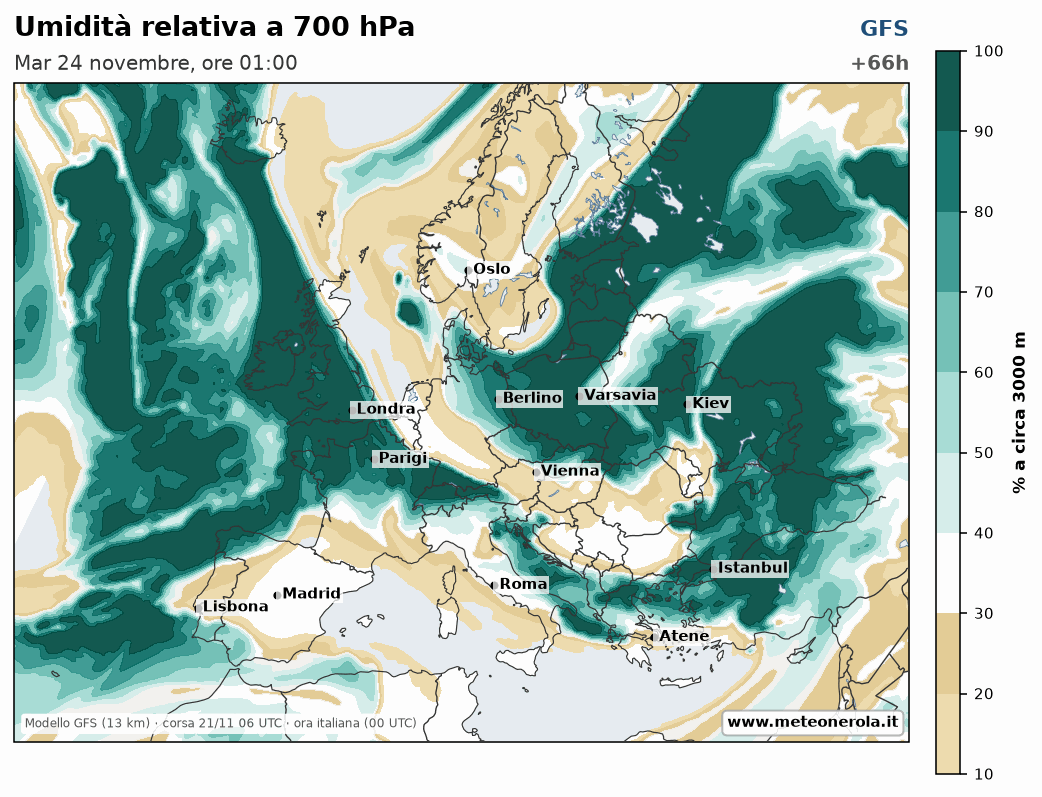 Umidità relativa a 700 hPa
GFS
Mar 24 novembre, ore 01:00
+66h
100
90
80
70
60
50
40
30
20
10
% a circa 3000 m
Oslo
Berlino
Varsavia
Kiev
Londra
Parigi
Vienna
Istanbul
Roma
Madrid
Lisbona
Atene
Modello GFS (13 km) · corsa 21/11 06 UTC · ora italiana (00 UTC)
www.meteonerola.it